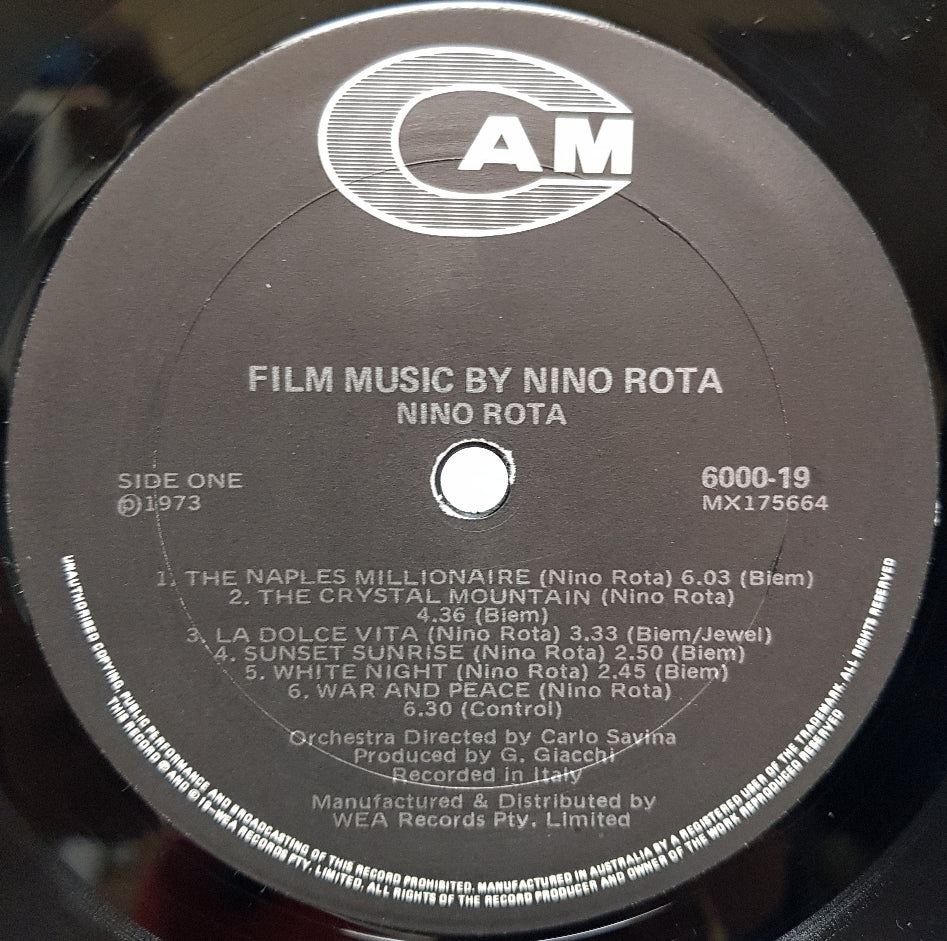 CAM
FILM MUSIC BY NINO ROTA
NINO ROTA
SIDE ONE
Ⓟ1973
6000-19
MX175664
1. THE NAPLES MILLIONAIRE (Nino Rota) 6.03 (Biem)
2. THE CRYSTAL MOUNTAIN (Nino Rota)
4.36 (Biem)
3. LA DOLCE VITA (Nino Rota) 3.33 (Biem/Jewel)
4. SUNSET SUNRISE (Nino Rota) 2.50 (Biem)
5. WHITE NIGHT (Nino Rota) 2.45 (Biem)
6. WAR AND PEACE (Nino Rota)
6.30 (Control)
Orchestra Directed by Carlo Savina
Produced by G. Giacchi
Recorded in Italy
Manufactured & Distributed by
WEA Records Pty. Limited
UNAUTHORISED COPYING, PUBLIC PERFORMANCE AND BROADCASTING OF THIS RECORD PROHIBITED. MANUFACTURED IN AUSTRALIA BY A REGISTERED USER OF THE TRADEMARK. ALL RIGHTS RESERVED
THIS RECORD Ⓟ AND © WEA RECORDS PTY. LIMITED. ALL RIGHTS OF THE RECORD PRODUCER AND OWNER OF THE WORK REPRODUCED RESERVED